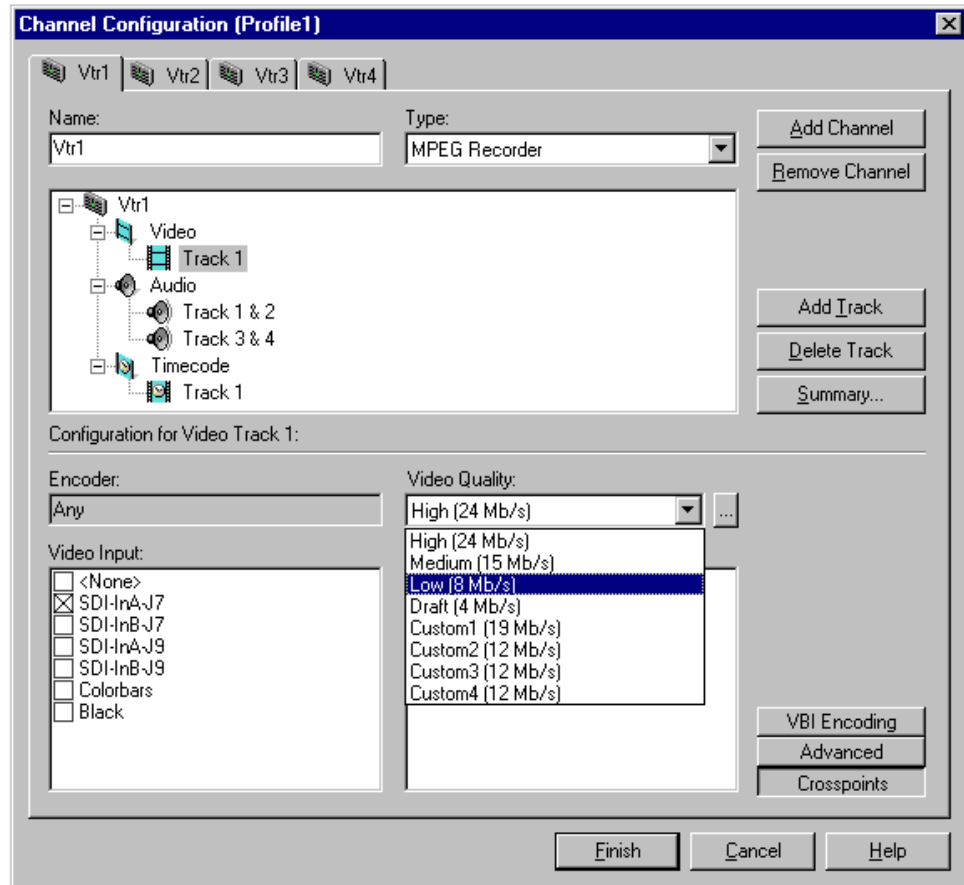 Channel Configuration (Profile1)
Vtr1 Vtr2 Vtr3 Vtr4
Name:
Vtr1
Type:
MPEG Recorder
Add Channel
Remove Channel
Vtr1
Video
Track 1
Audio
Track 1 & 2
Track 3 & 4
Timecode
Track 1
Add Track
Delete Track
Summary...
Configuration for Video Track 1:
Encoder:
Any
Video Quality:
High (24 Mb/s)
...
High (24 Mb/s)
Medium (15 Mb/s)
Low (8 Mb/s)
Draft (4 Mb/s)
Custom1 (19 Mb/s)
Custom2 (12 Mb/s)
Custom3 (12 Mb/s)
Custom4 (12 Mb/s)
Video Input:
<None>
SDI-InA-J7
SDI-InB-J7
SDI-InA-J9
SDI-InB-J9
Colorbars
Black
VBI Encoding
Advanced
Crosspoints
Finish
Cancel
Help